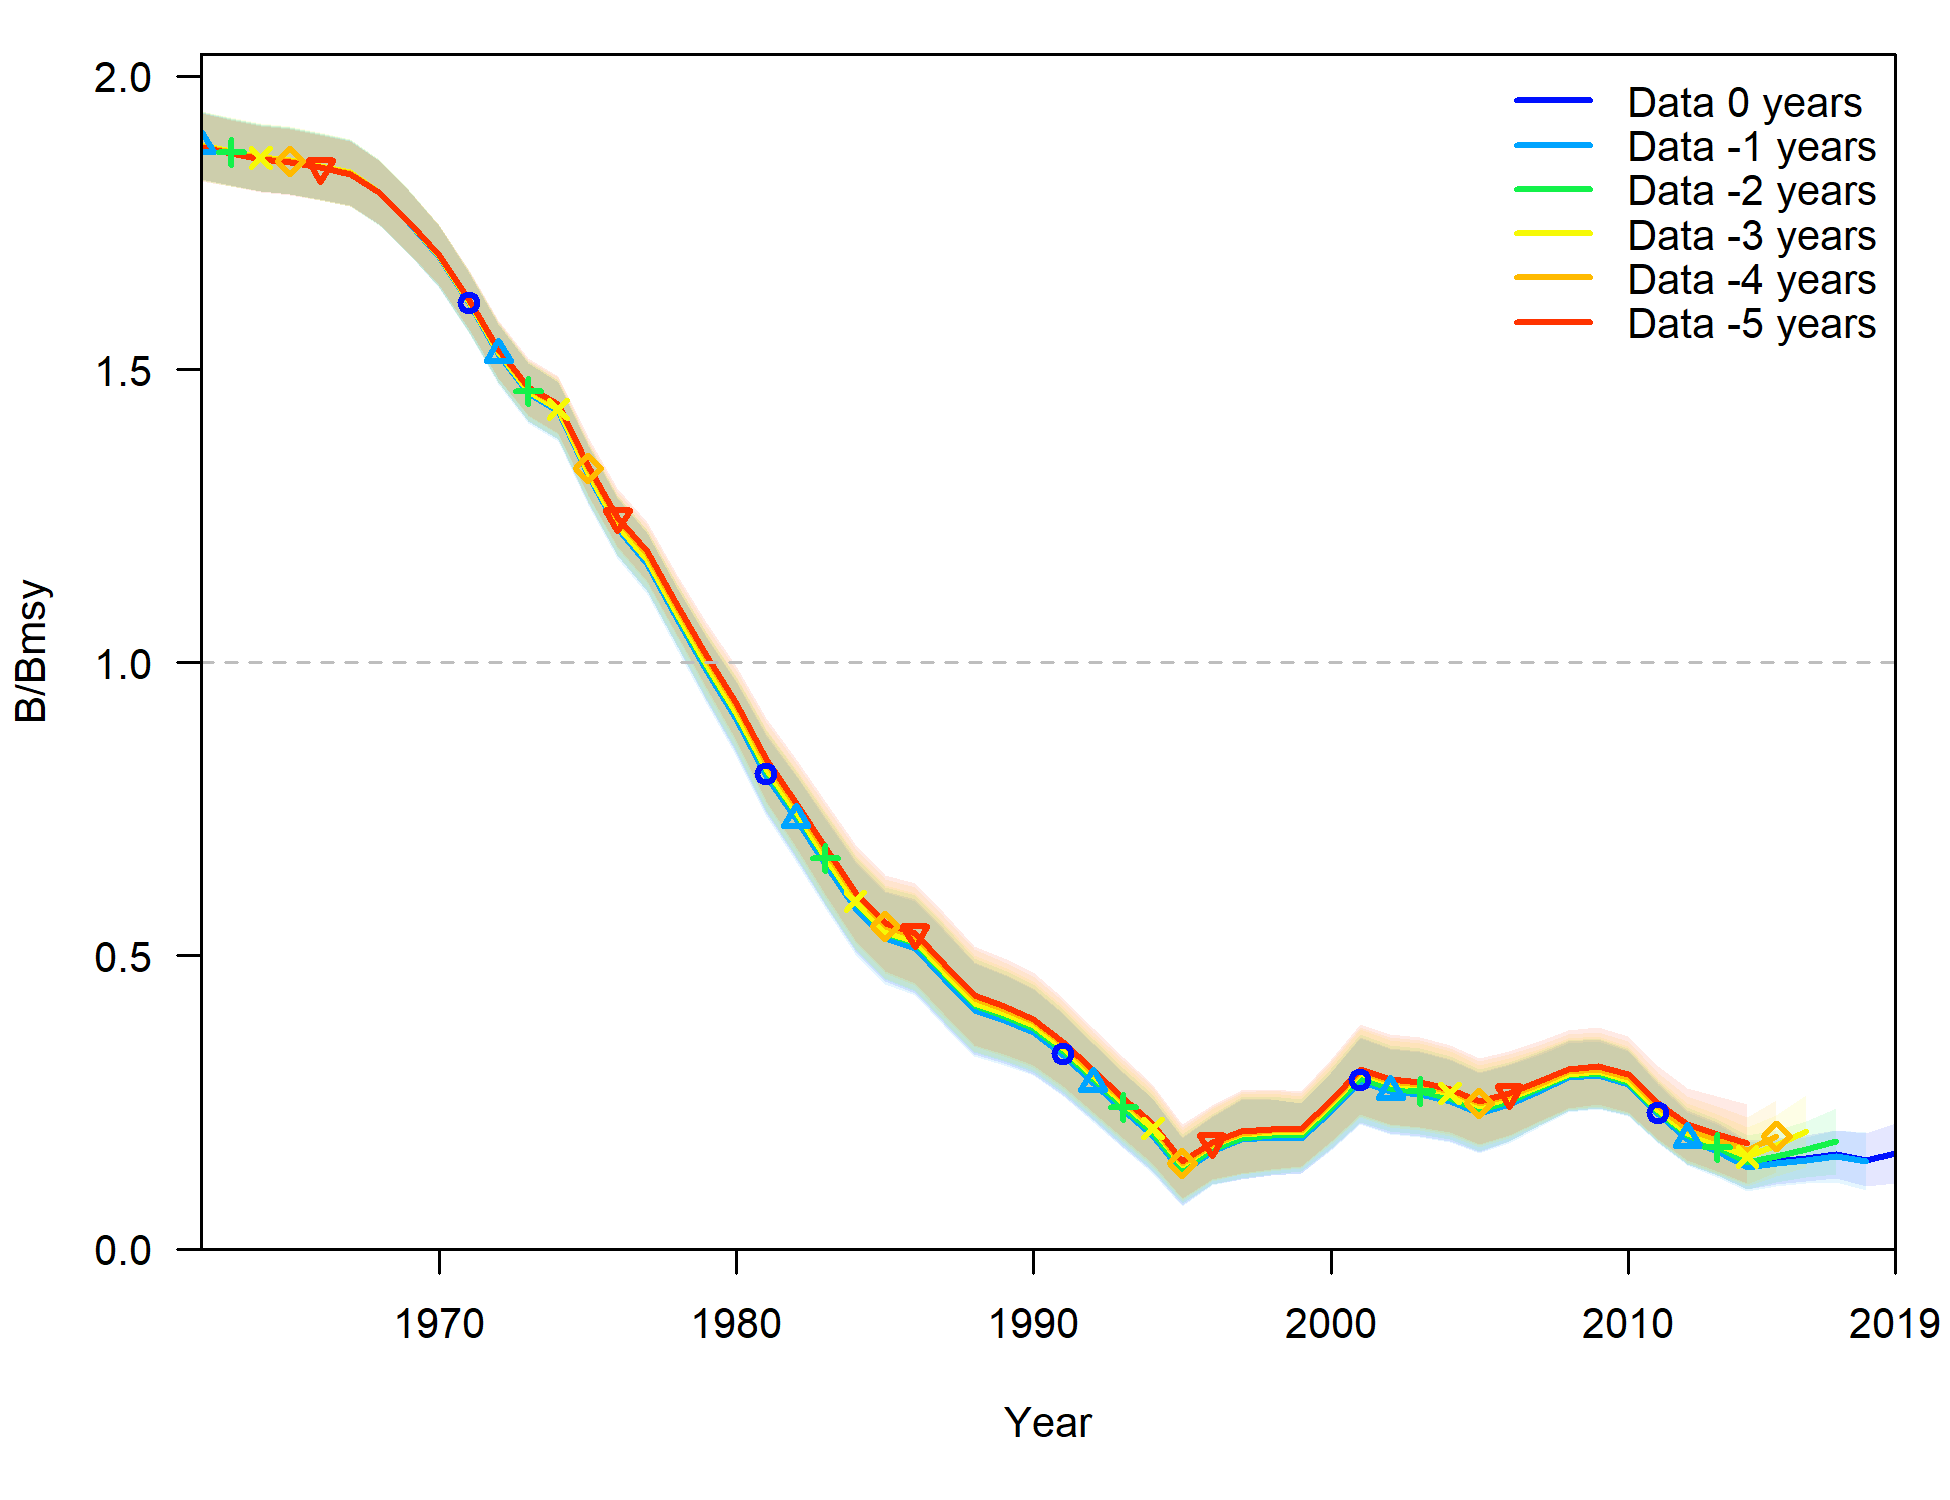 2.0
1.5
1.0
0.5
0.0
B/Bmsy
Data 0 years
Data -1 years
Data -2 years
Data -3 years
Data -4 years
Data -5 years
1970 1980 1990 2000 2010 2019
Year